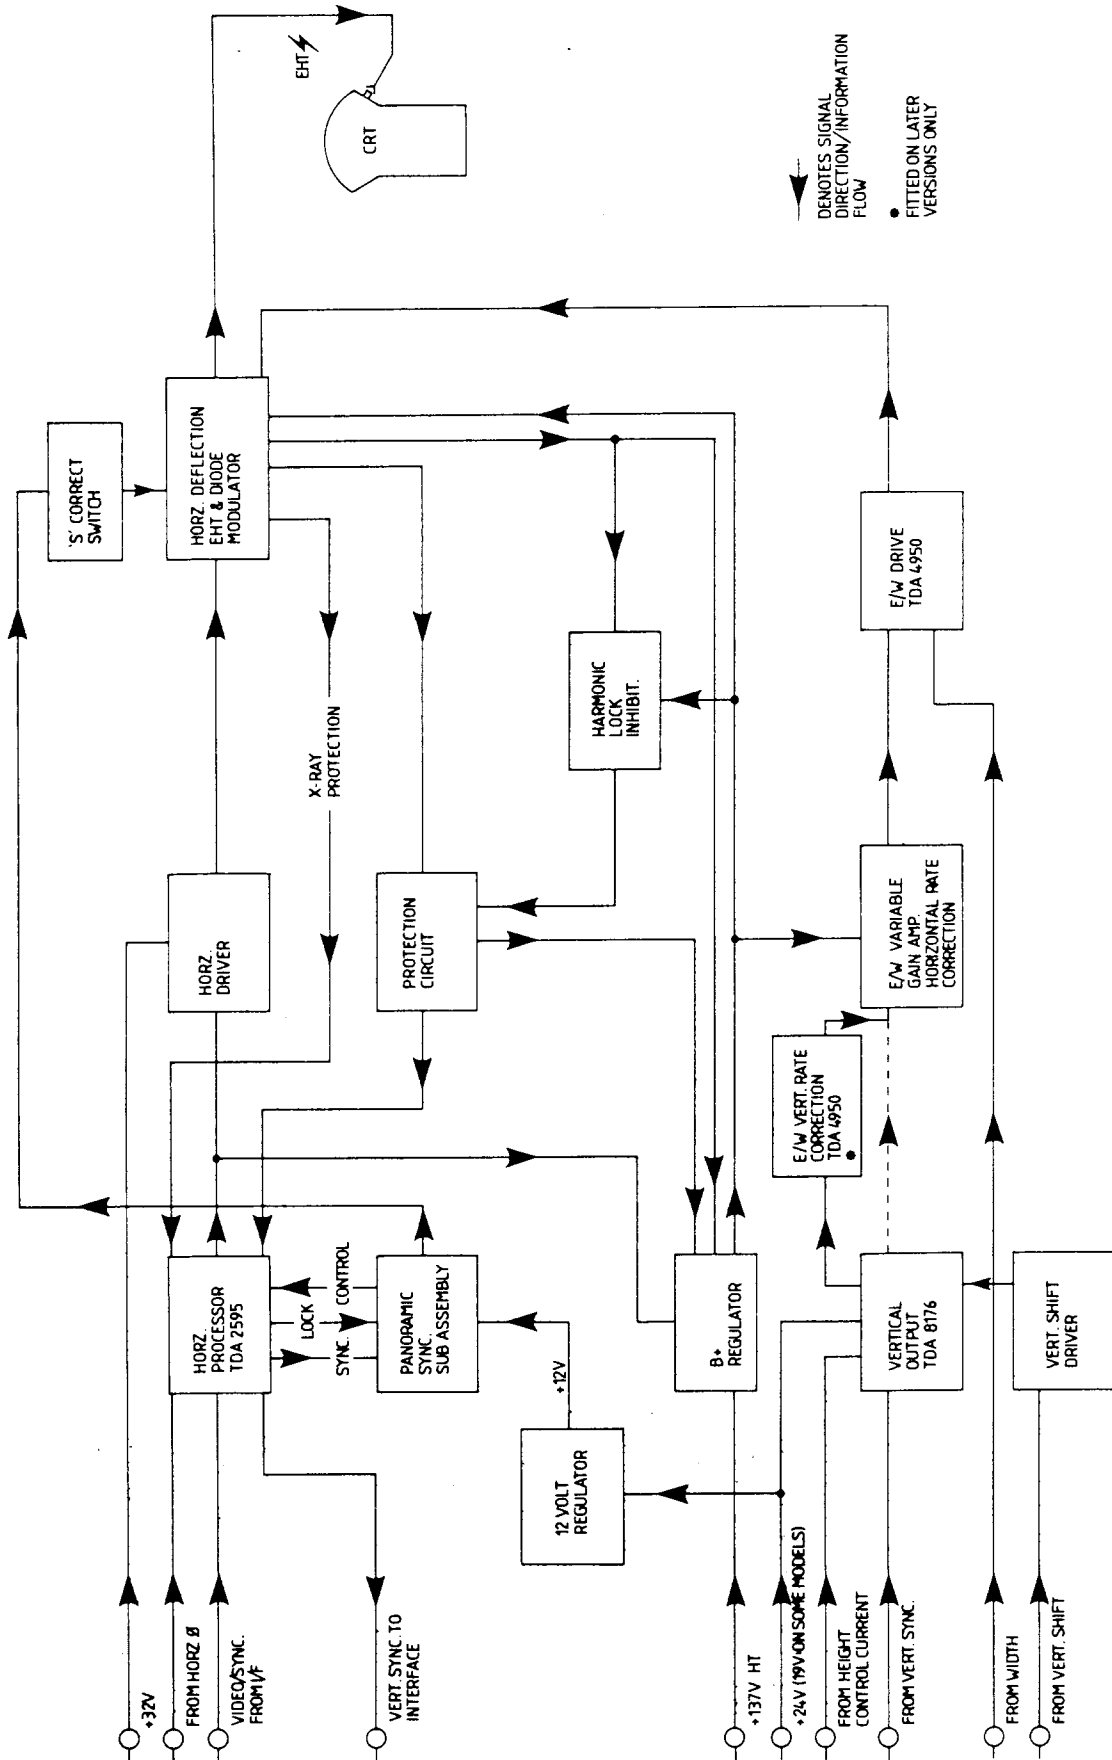 +32V
FROM HORZ Ø
VIDEO/SYNC.
FROM I/F
VERT. SYNC. TO
INTERFACE
+137V HT
+24V (19V ON SOME MODELS)
FROM HEIGHT
CONTROL CURRENT
FROM VERT. SYNC.
FROM WIDTH
FROM VERT. SHIFT
12 VOLT
REGULATOR
+12V
HORZ.
PROCESSOR
TDA 2595
SYNC.
LOCK
CONTROL
PANORAMIC
SYNC.
SUB ASSEMBLY
B+
REGULATOR
VERTICAL
OUTPUT
TDA 8176
VERT. SHIFT
DRIVER
E/W VERT. RATE
CORRECTION
TDA 4950
HORZ.
DRIVER
PROTECTION
CIRCUIT
E/W VARIABLE
GAIN AMP.
HORIZONTAL RATE
CORRECTION
X-RAY
PROTECTION
HARMONIC
LOCK
INHIBIT.
'S' CORRECT
SWITCH
HORZ. DEFLECTION
EHT & DIODE
MODULATOR
E/W DRIVE
TDA 4950
EHT
CRT
DENOTES SIGNAL
DIRECTION/INFORMATION
FLOW
FITTED ON LATER
VERSIONS ONLY